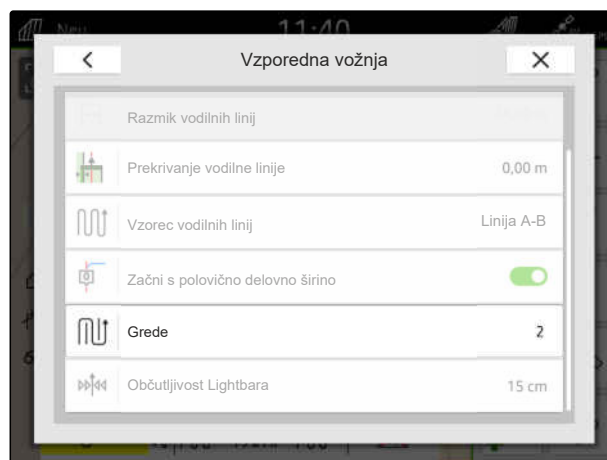 Neu
11:40
Vzporedna vožnja
Razmik vodilnih linij
Prekrivanje vodilne linije 0,00 m
Vzorec vodilnih linij Linija A-B
Začni s polovično delovno širino
Grede 2
Občutljivost Lightbara 15 cm